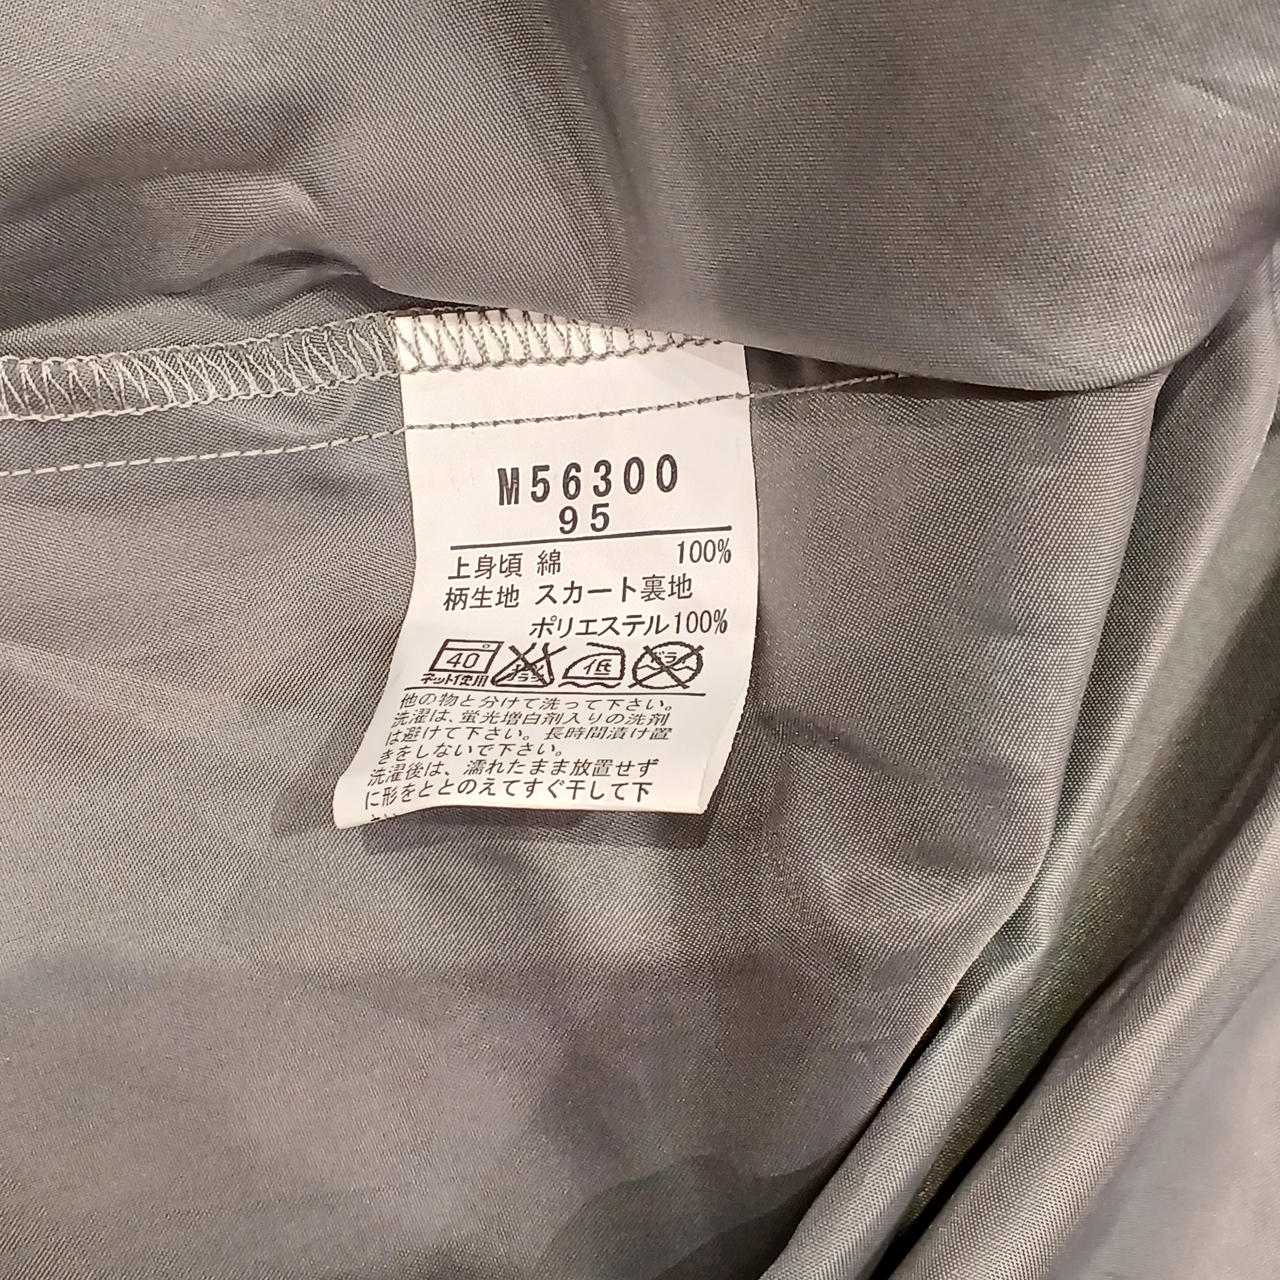 M56300
95
上身頃 綿 100%
柄生地 スカート裏地
ポリエステル100%
40 低 ドライ
ネット使用
他の物と分けて洗って下さい。
洗濯は、蛍光増白剤入りの洗剤
は避けて下さい。長時間漬け置
きをしないで下さい。
洗濯後は、濡れたまま放置せず
に形をととのえてすぐ干して下